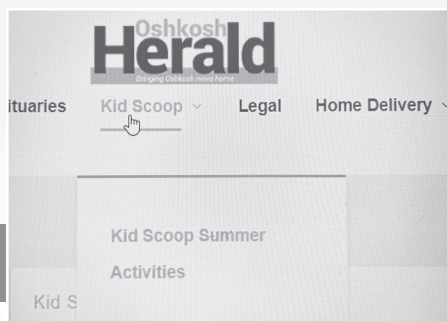 Oshkosh
Herald
Bringing Oshkosh news home
ituaries Kid Scoop Legal Home Delivery
Kid Scoop Summer
Activities
Kid S